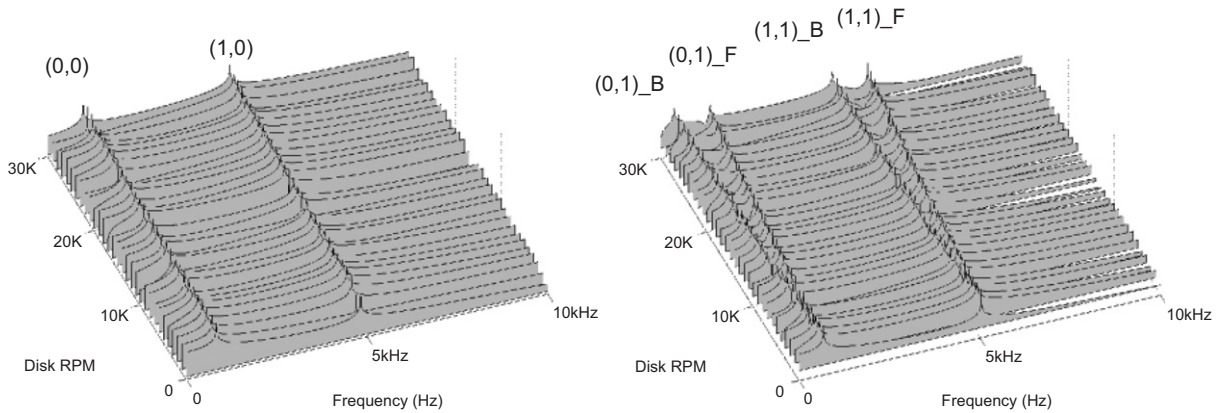 (0,0)
(1,0)
30K
20K
10K
0
0
5kHz
10kHz
Disk RPM
Frequency (Hz)
(0,1)_B
(0,1)_F
(1,1)_B
(1,1)_F
30K
20K
10K
0
0
5kHz
10kHz
Disk RPM
Frequency (Hz)